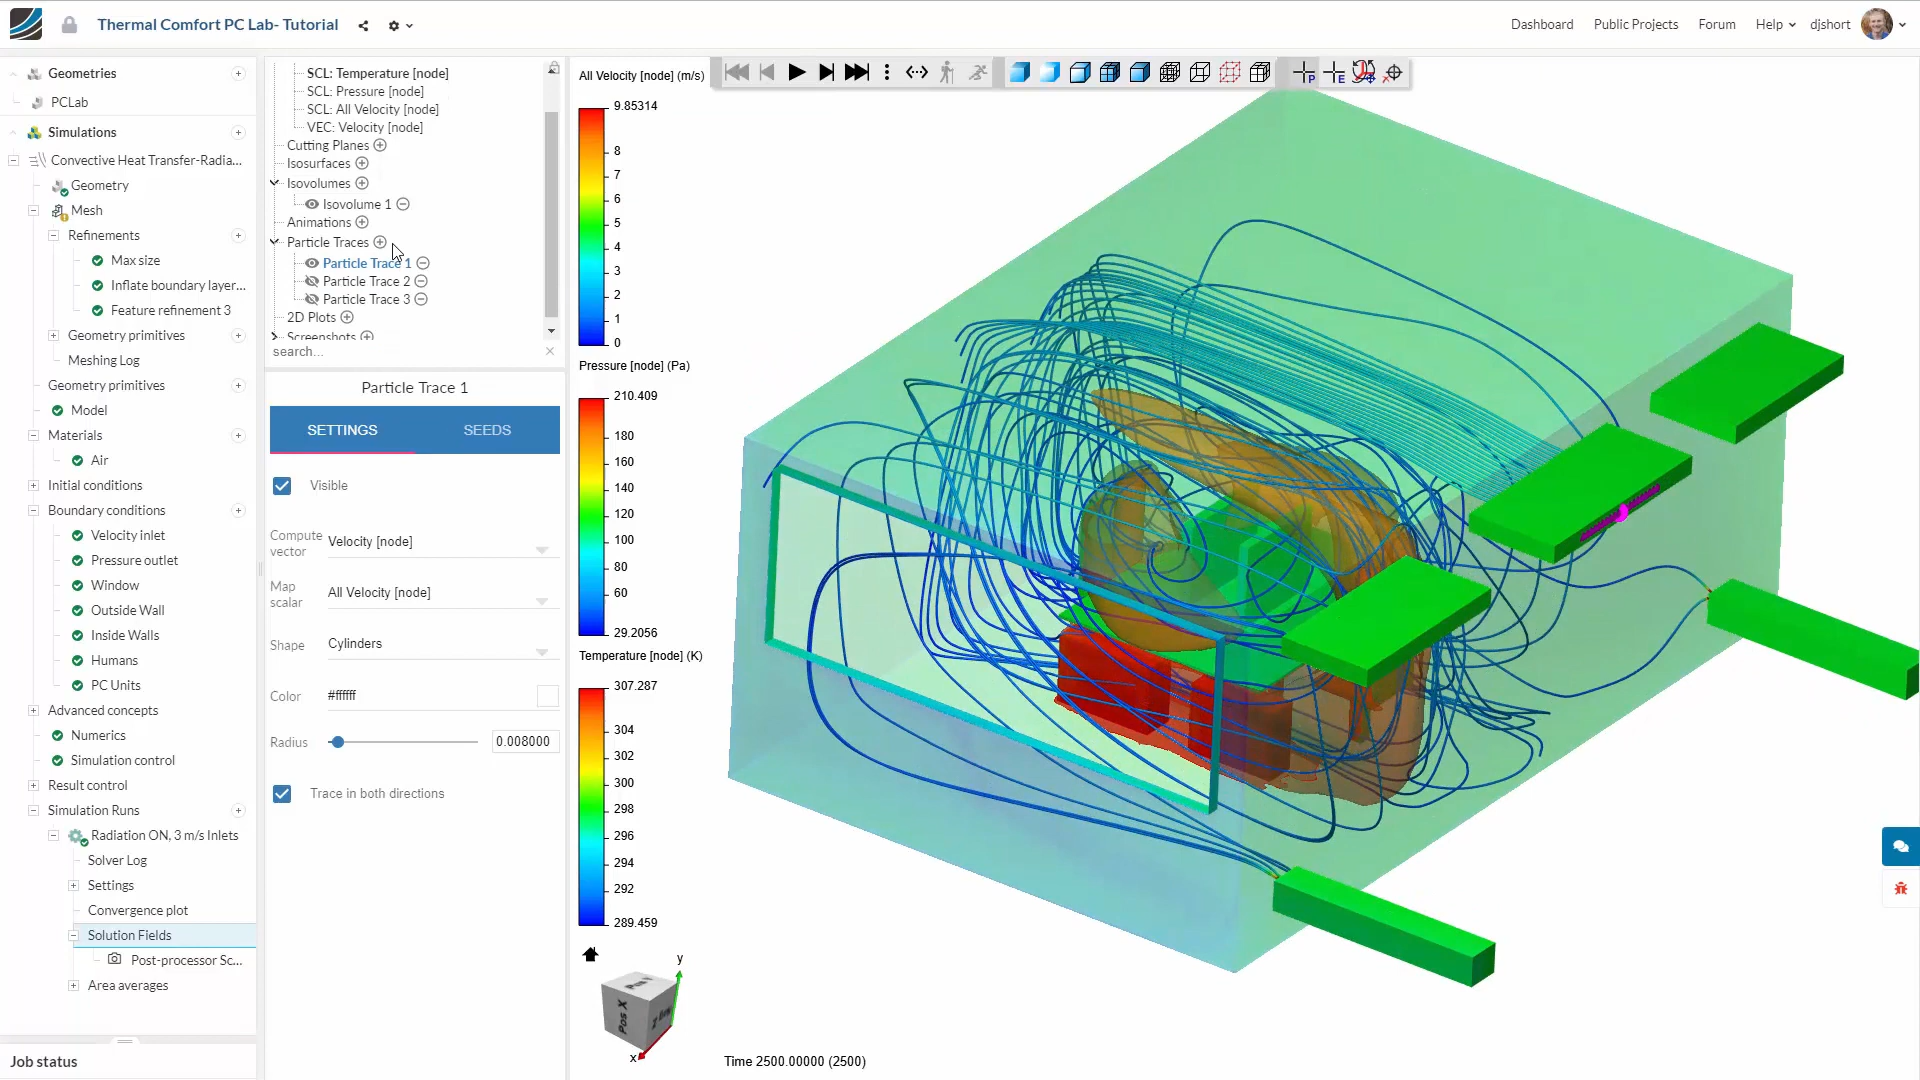 Thermal Comfort PC Lab- Tutorial
Dashboard
Public Projects
Forum
Help
djshort
Geometries
PCLab
Simulations
Convective Heat Transfer-Radia...
Geometry
Mesh
Refinements
Max size
Inflate boundary layer...
Feature refinement 3
Geometry primitives
Meshing Log
Geometry primitives
Model
Materials
Air
Initial conditions
Boundary conditions
Velocity inlet
Pressure outlet
Window
Outside Wall
Inside Walls
Humans
PC Units
Advanced concepts
Numerics
Simulation control
Result control
Simulation Runs
Radiation ON, 3 m/s Inlets
Solver Log
Settings
Convergence plot
Solution Fields
Post-processor Sc...
Area averages
Job status
SCL: Temperature [node]
SCL: Pressure [node]
SCL: All Velocity [node]
VEC: Velocity [node]
Cutting Planes
Isosurfaces
Isovolumes
Isovolume 1
Animations
Particle Traces
Particle Trace 1
Particle Trace 2
Particle Trace 3
2D Plots
Screenshots
search...
Particle Trace 1
SETTINGS
SEEDS
Visible
Compute vector
Velocity [node]
Map scalar
All Velocity [node]
Shape
Cylinders
Color
#ffffff
Radius
0.008000
Trace in both directions
All Velocity [node] (m/s)
9.85314
8
7
6
5
4
3
2
1
0
Pressure [node] (Pa)
210.409
180
160
140
120
100
80
60
29.2056
Temperature [node] (K)
307.287
304
302
300
298
296
294
292
289.459
P
E
y
Pos X
x
Time 2500.00000 (2500)